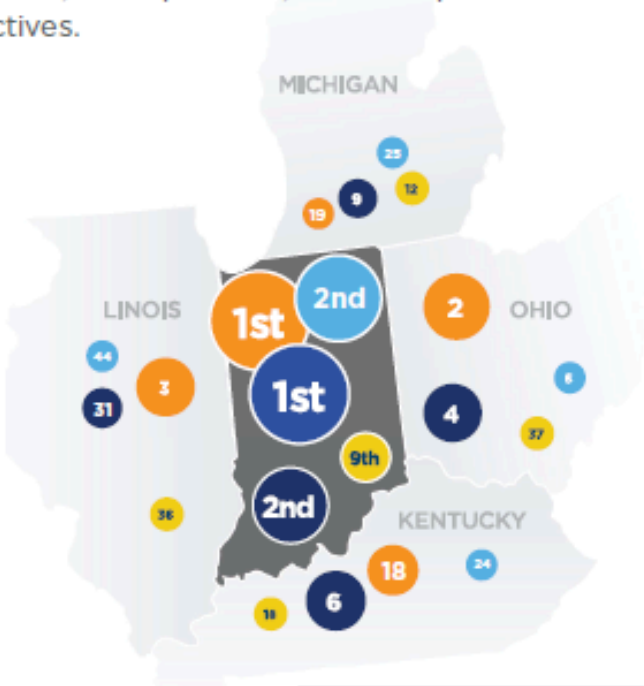 ctives.
MICHIGAN
25
9
12
19
2nd
1st
2
LINOIS
OHIO
44
3
6
1st
31
4
37
9th
2nd
KENTUCKY
24
18
6